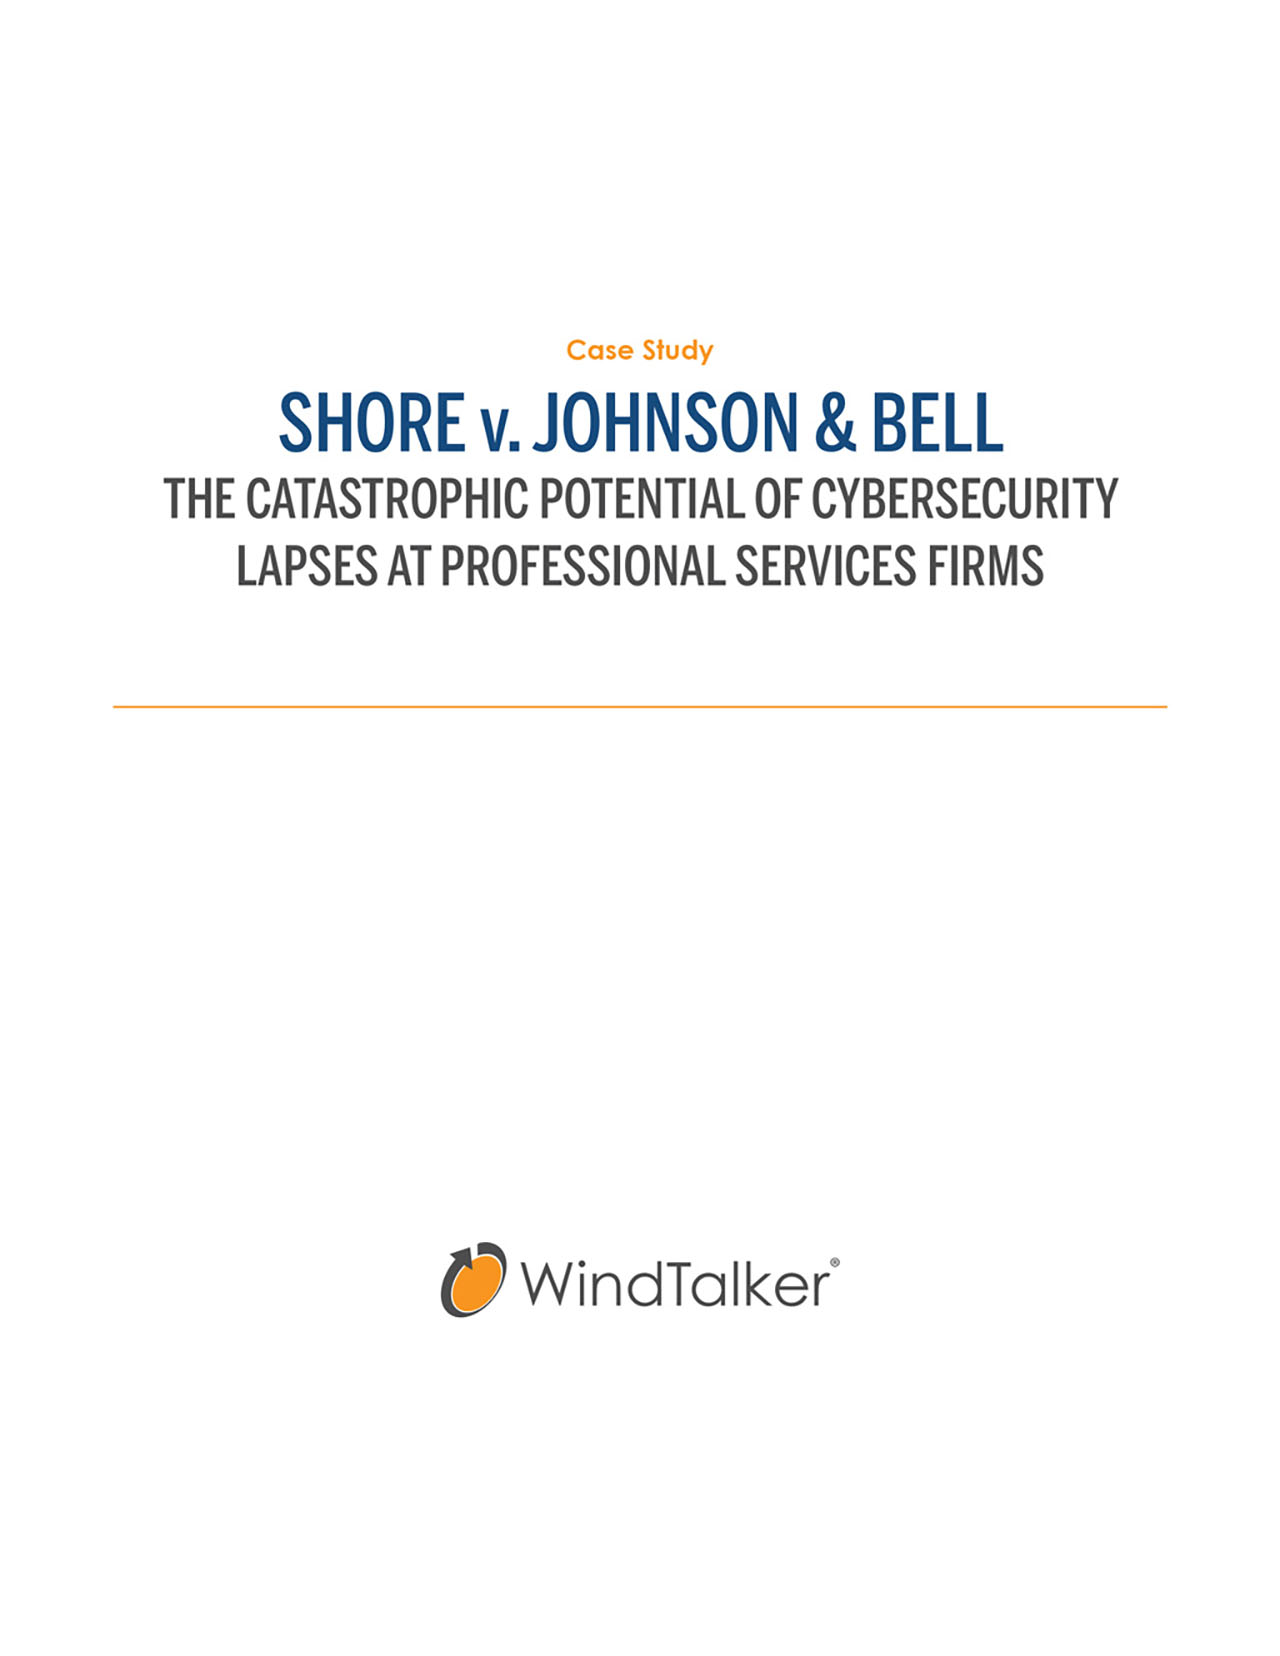 Case Study
SHORE v. JOHNSON & BELL
THE CATASTROPHIC POTENTIAL OF CYBERSECURITY
LAPSES AT PROFESSIONAL SERVICES FIRMS
WindTalker®